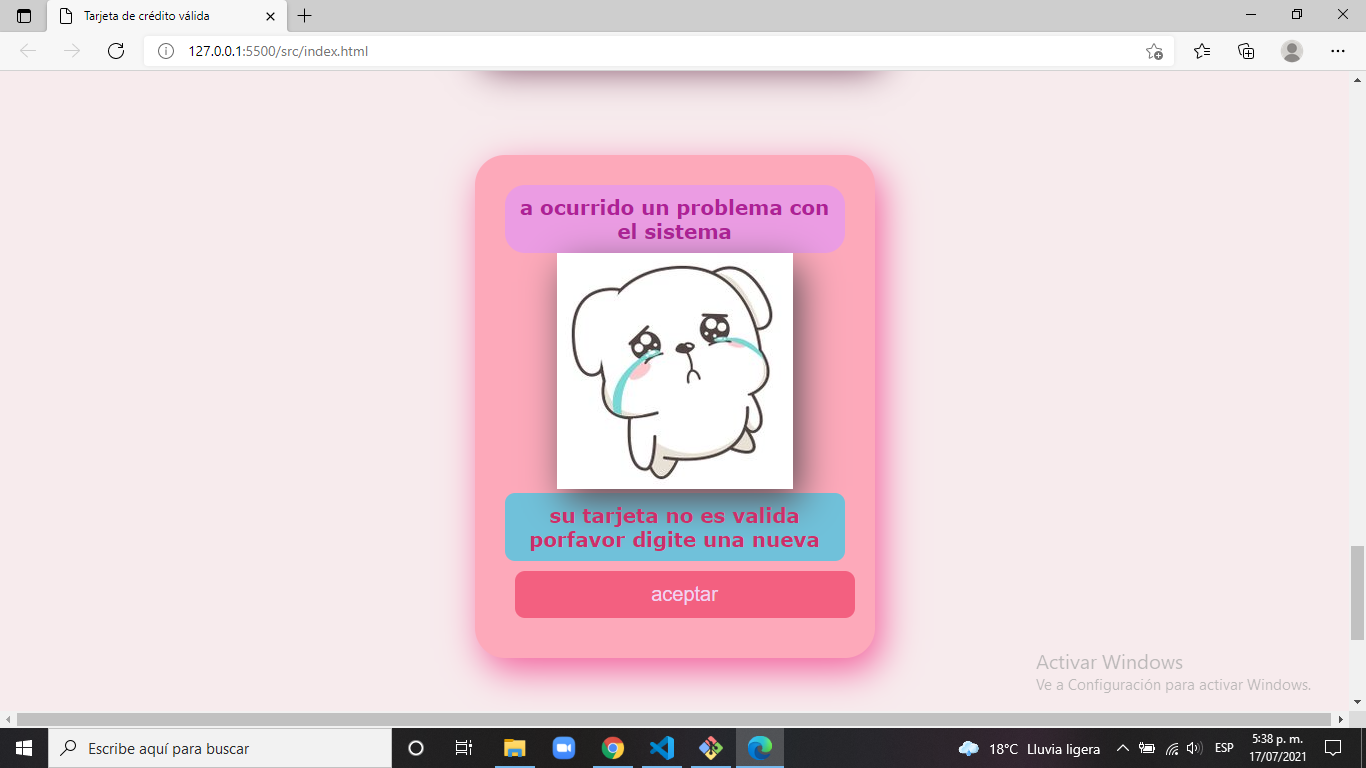 Tarjeta de crédito válida
127.0.0.1:5500/src/index.html
a ocurrido un problema con
el sistema
su tarjeta no es valida
porfavor digite una nueva
aceptar
Activar Windows
Ve a Configuración para activar Windows.
Escribe aquí para buscar
18°C Lluvia ligera
ESP
5:38 p. m.
17/07/2021